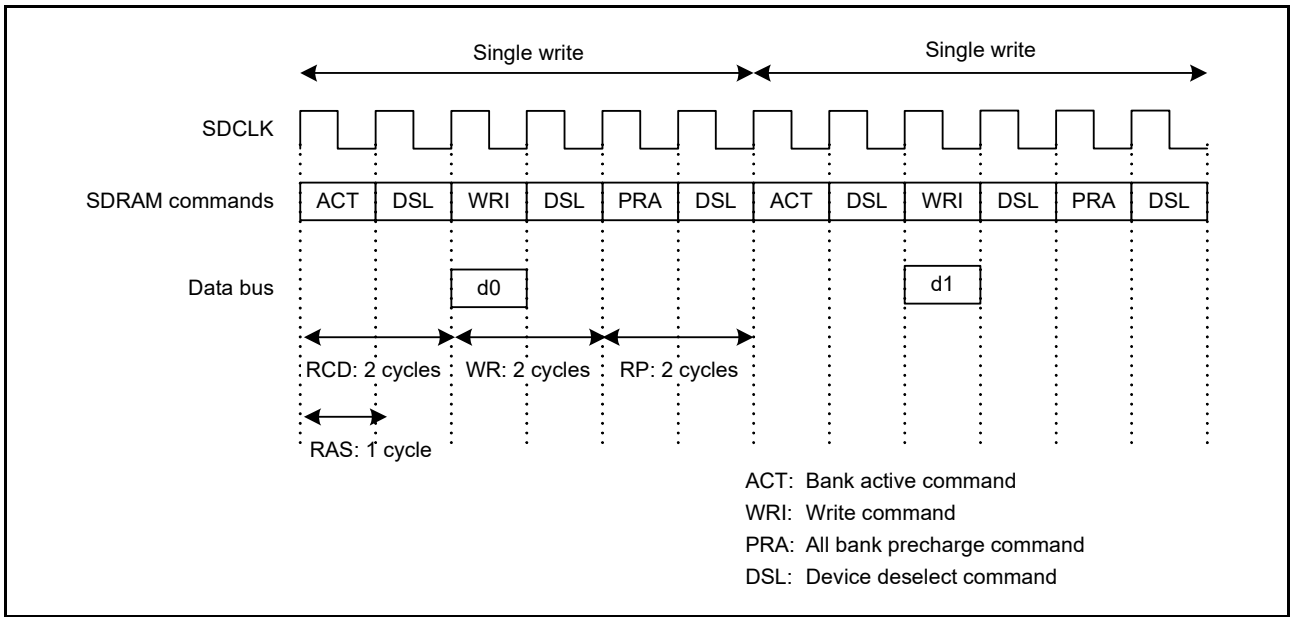 Single write Single write
SDCLK
SDRAM commands ACT DSL WRI DSL PRA DSL ACT DSL WRI DSL PRA DSL
Data bus d0 d1
RCD: 2 cycles WR: 2 cycles RP: 2 cycles
RAS: 1 cycle
ACT: Bank active command
WRI: Write command
PRA: All bank precharge command
DSL: Device deselect command